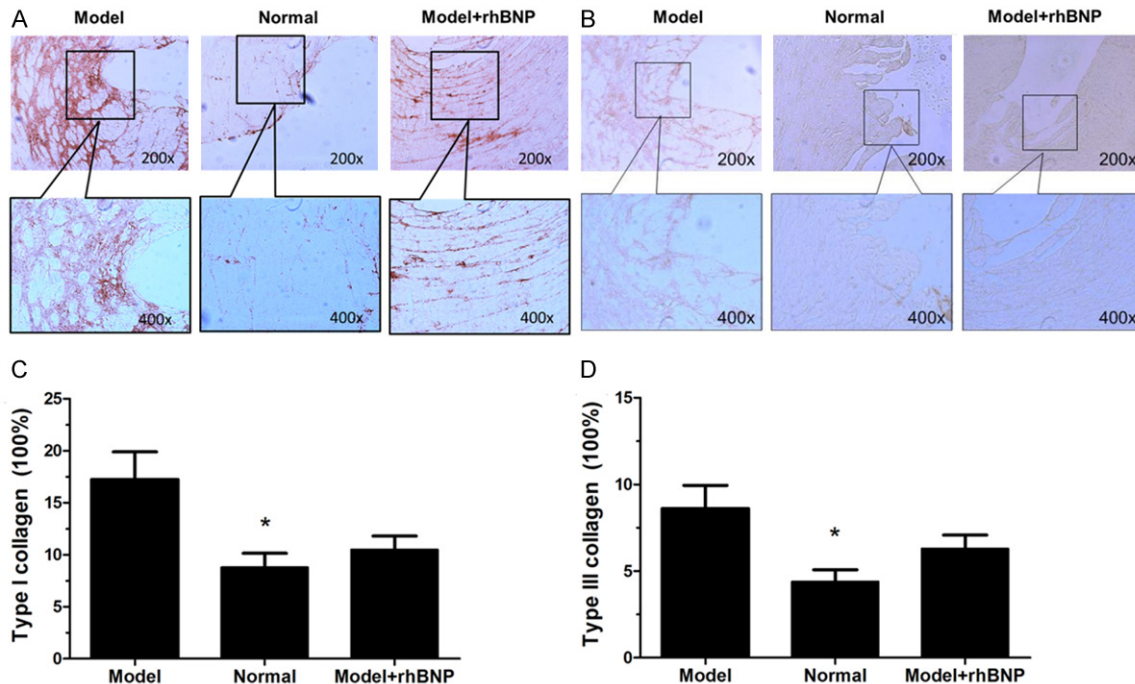 A
Model
Normal
Model+rhBNP
200x
200x
200x
400x
400x
400x
B
Model
Normal
Model+rhBNP
200x
200x
200x
400x
400x
400x
C
Type I collagen (100%)
25
20
15
10
5
0
*
Model
Normal
Model+rhBNP
D
Type III collagen (100%)
15
10
5
0
*
Model
Normal
Model+rhBNP